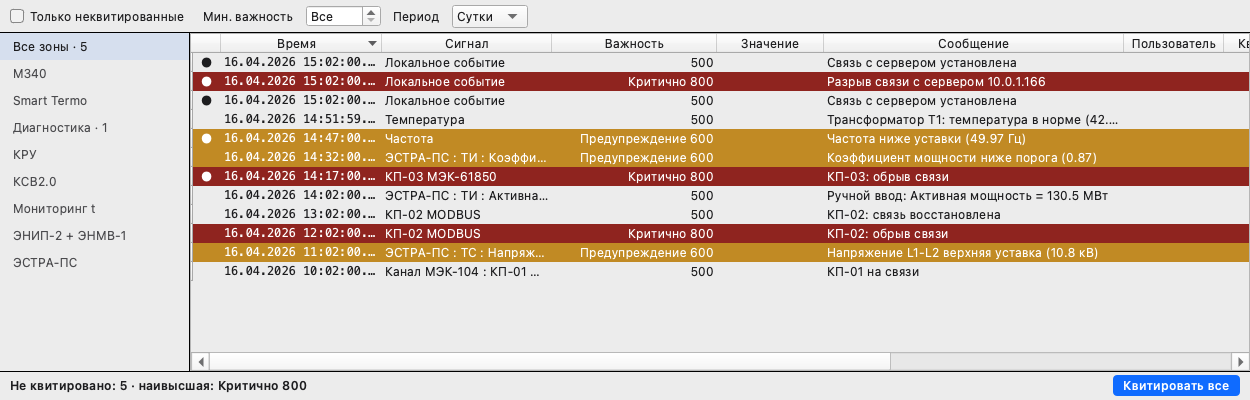 Только неквитированные Мин. важность Все Период Сутки
Все зоны · 5
M340
Smart Termo
Диагностика · 1
КРУ
КСВ2.0
Мониторинг t
ЭНИП-2 + ЭНМВ-1
ЭСТРА-ПС
Время Сигнал Важность Значение Сообщение Пользователь Кв
16.04.2026 15:02:00.… Локальное событие 500 Связь с сервером установлена
16.04.2026 15:02:00.… Локальное событие Критично 800 Разрыв связи с сервером 10.0.1.166
16.04.2026 15:02:00.… Локальное событие 500 Связь с сервером установлена
16.04.2026 14:51:59.… Температура 500 Трансформатор Т1: температура в норме (42.…
16.04.2026 14:47:00.… Частота Предупреждение 600 Частота ниже уставки (49.97 Гц)
16.04.2026 14:32:00.… ЭСТРА-ПС : ТИ : Коэффи… Предупреждение 600 Коэффициент мощности ниже порога (0.87)
16.04.2026 14:17:00.… КП-03 МЭК-61850 Критично 800 КП-03: обрыв связи
16.04.2026 14:02:00.… ЭСТРА-ПС : ТИ : Активна… 500 Ручной ввод: Активная мощность = 130.5 МВт
16.04.2026 13:02:00.… КП-02 MODBUS 500 КП-02: связь восстановлена
16.04.2026 12:02:00.… КП-02 MODBUS Критично 800 КП-02: обрыв связи
16.04.2026 11:02:00.… ЭСТРА-ПС : ТС : Напряж… Предупреждение 600 Напряжение L1-L2 верхняя уставка (10.8 кВ)
16.04.2026 10:02:00.… Канал МЭК-104 : КП-01 … 500 КП-01 на связи
Не квитировано: 5 · наивысшая: Критично 800 Квитировать все